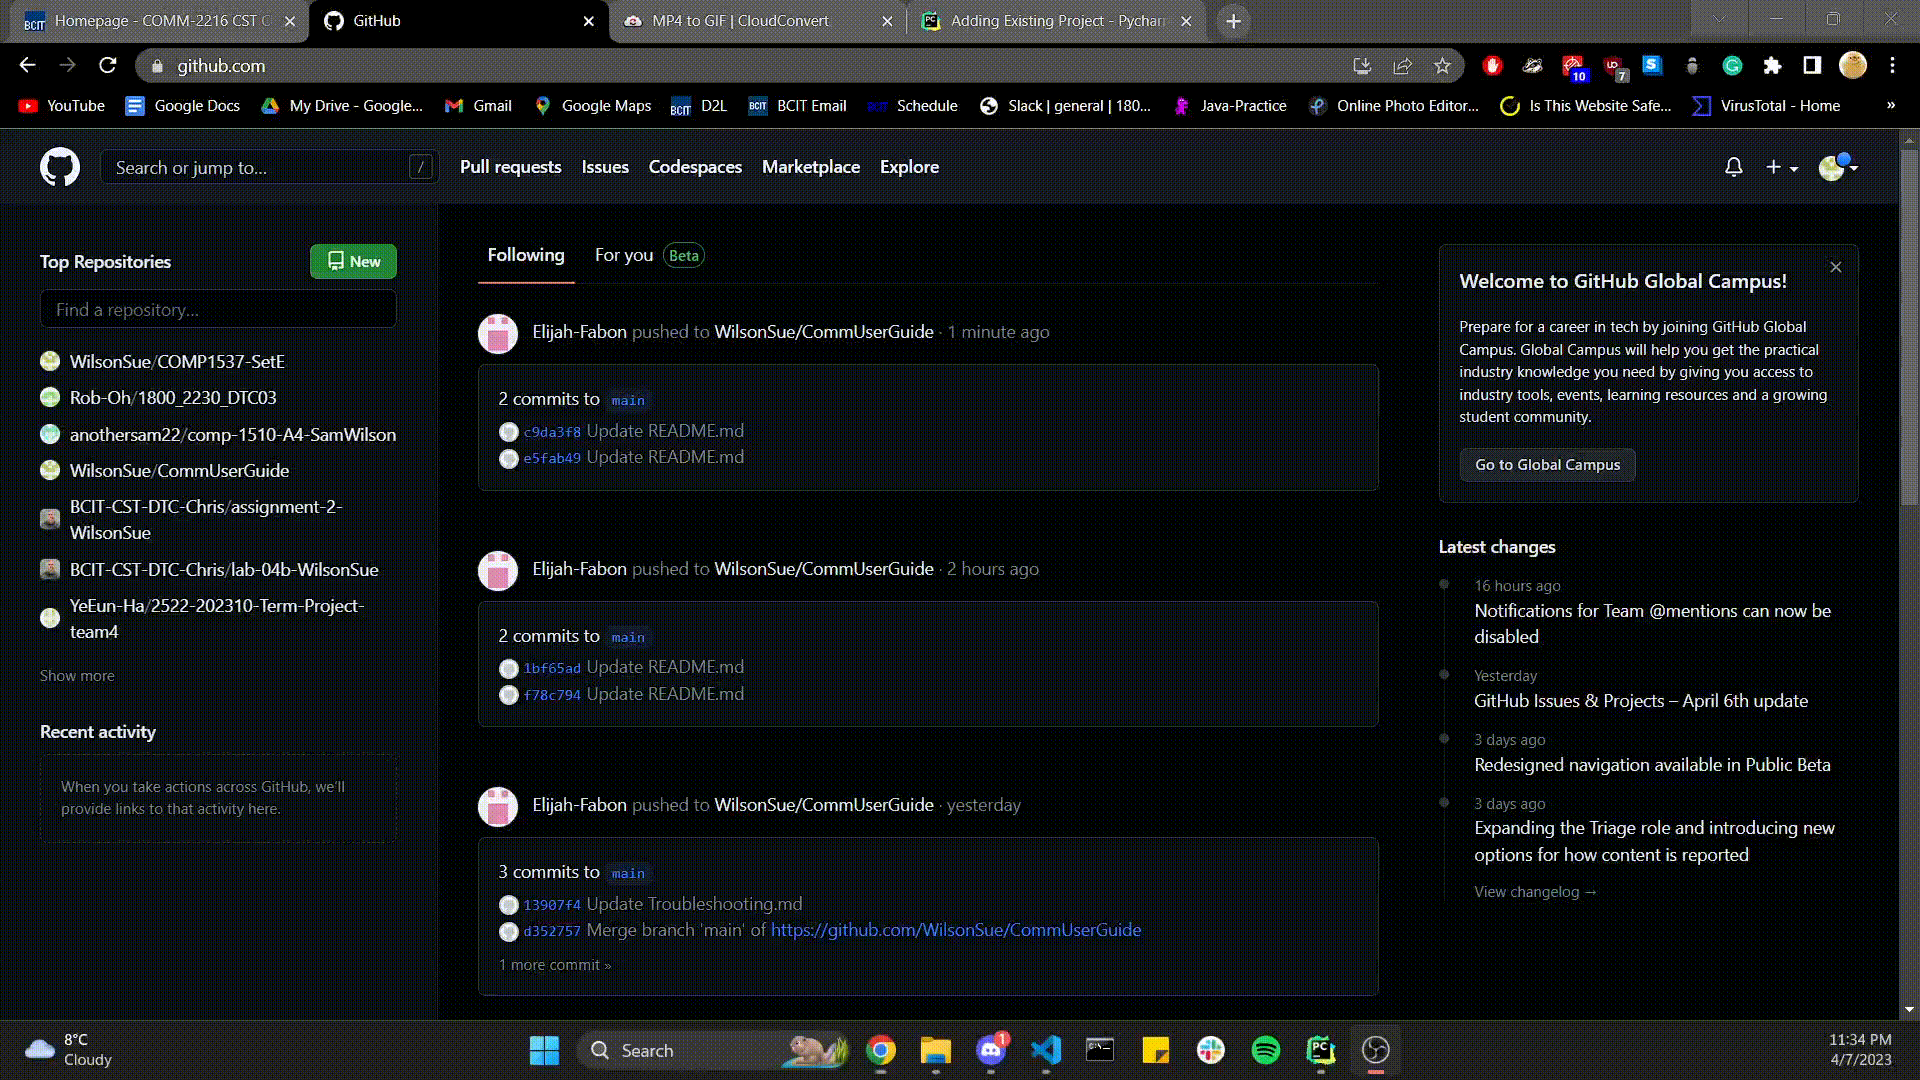 BCIT Homepage - COMM-2216 CST C
GitHub
MP4 to GIF | CloudConvert
PC Adding Existing Project - Pychar
github.com
10
7
YouTube
Google Docs
My Drive - Google...
Gmail
Google Maps
BCIT D2L
BCIT BCIT Email
BCIT Schedule
Slack | general | 180...
Java-Practice
Online Photo Editor...
Is This Website Safe...
VirusTotal - Home
»
Search or jump to... /
Pull requests
Issues
Codespaces
Marketplace
Explore
Top Repositories
New
Find a repository...
WilsonSue/COMP1537-SetE
Rob-Oh/1800_2230_DTC03
anothersam22/comp-1510-A4-SamWilson
WilsonSue/CommUserGuide
BCIT-CST-DTC-Chris/assignment-2-
WilsonSue
BCIT-CST-DTC-Chris/lab-04b-WilsonSue
YeEun-Ha/2522-202310-Term-Project-
team4
Show more
Recent activity
When you take actions across GitHub, we'll
provide links to that activity here.
Following
For you Beta
Elijah-Fabon pushed to WilsonSue/CommUserGuide · 1 minute ago
2 commits to main
c9da3f8 Update README.md
e5fab49 Update README.md
Elijah-Fabon pushed to WilsonSue/CommUserGuide · 2 hours ago
2 commits to main
1bf65ad Update README.md
f78c794 Update README.md
Elijah-Fabon pushed to WilsonSue/CommUserGuide · yesterday
3 commits to main
13907f4 Update Troubleshooting.md
d352757 Merge branch 'main' of https://github.com/WilsonSue/CommUserGuide
1 more commit »
Welcome to GitHub Global Campus!
Prepare for a career in tech by joining GitHub Global
Campus. Global Campus will help you get the practical
industry knowledge you need by giving you access to
industry tools, events, learning resources and a growing
student community.
Go to Global Campus
Latest changes
16 hours ago
Notifications for Team @mentions can now be
disabled
Yesterday
GitHub Issues & Projects – April 6th update
3 days ago
Redesigned navigation available in Public Beta
3 days ago
Expanding the Triage role and introducing new
options for how content is reported
View changelog →
8°C
Cloudy
Search
1
PC
11:34 PM
4/7/2023